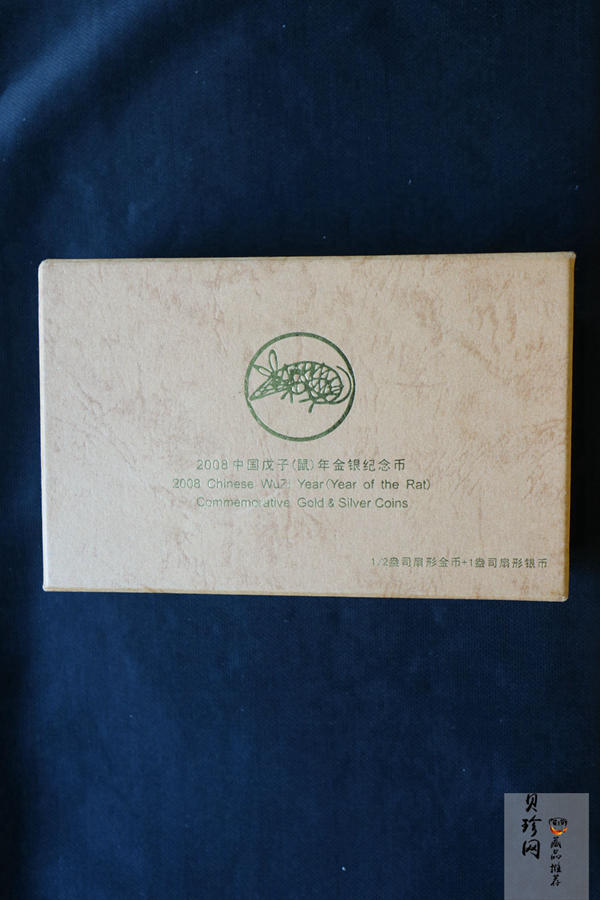 2008中国戊子(鼠)年金银纪念币
2008 Chinese WuZi Year(Year of the Rat)
Commemorative Gold & Silver Coins
1/2盎司扇形金币+1盎司扇形银币
贝珍网
藏品推荐